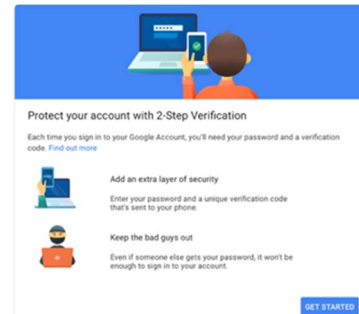 Protect your account with 2-Step Verification
Each time you sign in to your Google Account, you'll need your password and a verification
code. Find out more
Add an extra layer of security
Enter your password and a unique verification code
that's sent to your phone.
Keep the bad guys out
Even if someone else gets your password, it won't be
enough to sign in to your account.
GET STARTED